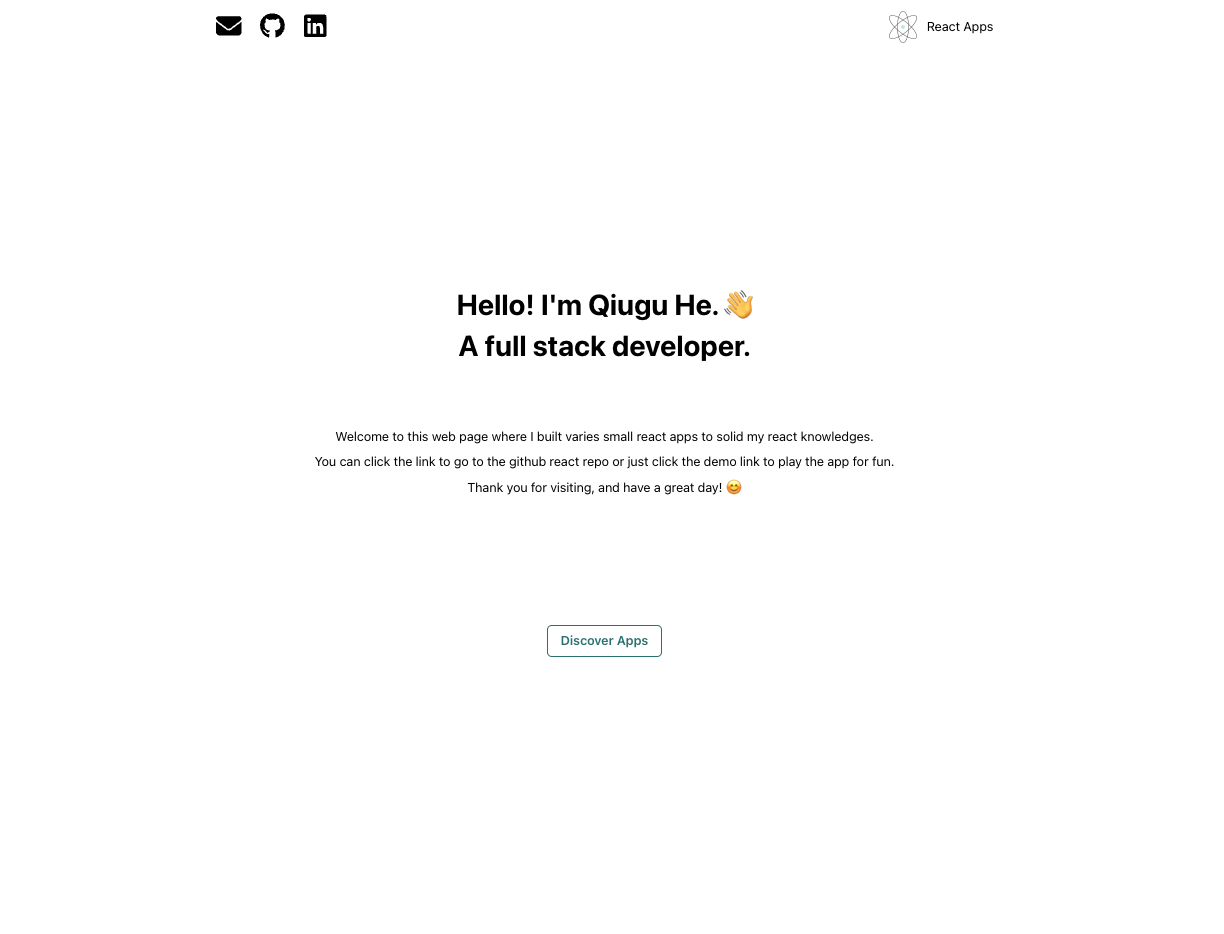 React Apps
Hello! I'm Qiugu He. 👋
A full stack developer.
Welcome to this web page where I built varies small react apps to solid my react knowledges.
You can click the link to go to the github react repo or just click the demo link to play the app for fun.
Thank you for visiting, and have a great day! 😊
Discover Apps